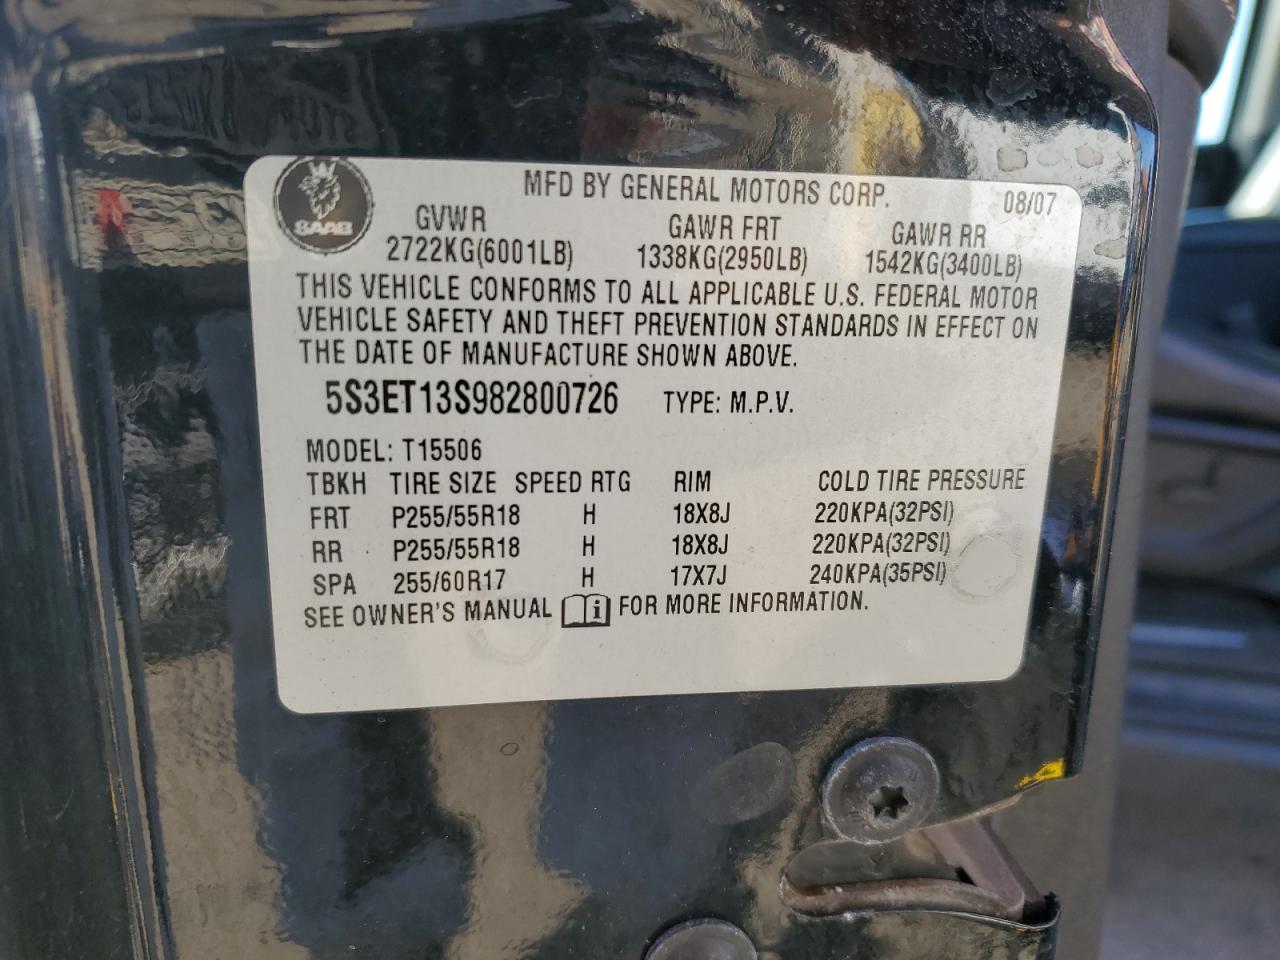 SAAB
MFD BY GENERAL MOTORS CORP. 08/07
GVWR GAWR FRT GAWR RR
2722KG(6001LB) 1338KG(2950LB) 1542KG(3400LB)
THIS VEHICLE CONFORMS TO ALL APPLICABLE U.S. FEDERAL MOTOR
VEHICLE SAFETY AND THEFT PREVENTION STANDARDS IN EFFECT ON
THE DATE OF MANUFACTURE SHOWN ABOVE.
5S3ET13S982800726 TYPE: M.P.V.
MODEL: T15506
TBKH TIRE SIZE SPEED RTG RIM COLD TIRE PRESSURE
FRT P255/55R18 H 18X8J 220KPA(32PSI)
RR P255/55R18 H 18X8J 220KPA(32PSI)
SPA 255/60R17 H 17X7J 240KPA(35PSI)
SEE OWNER'S MANUAL i FOR MORE INFORMATION.